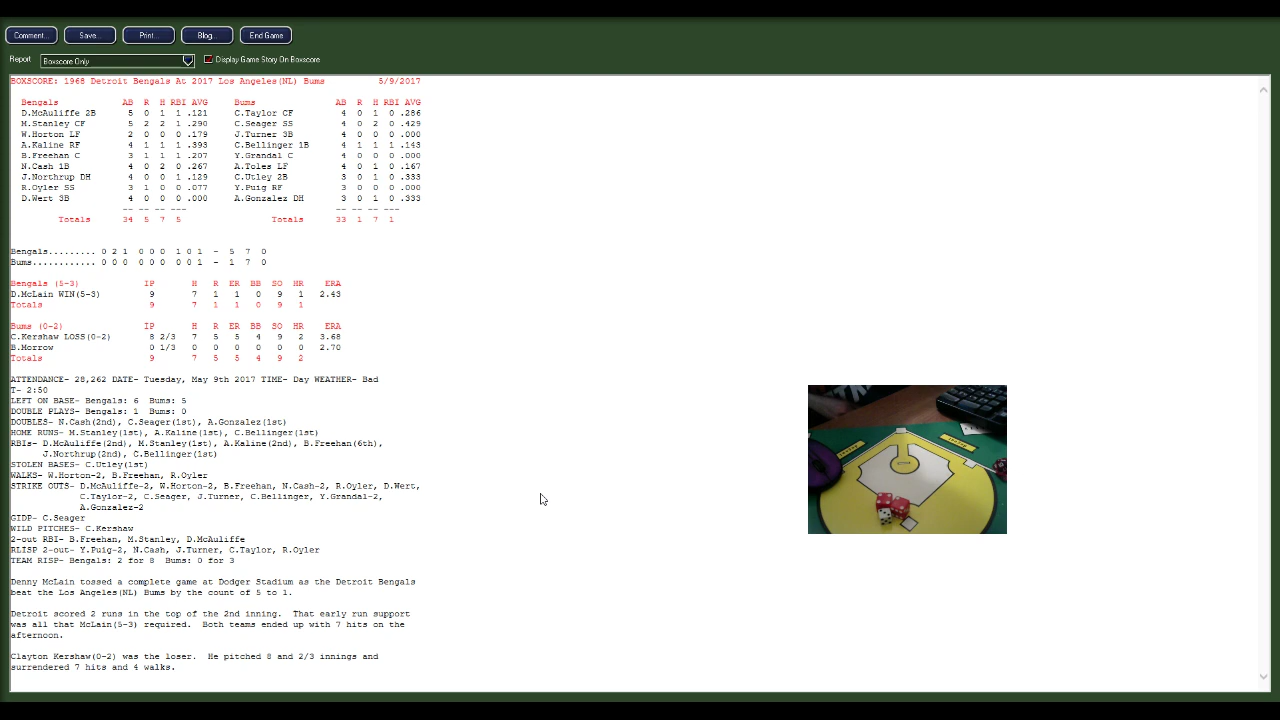 Comment... Save... Print... Blog... End Game
Report Boxscore Only Display Game Story On Boxscore
BOXSCORE: 1968 Detroit Bengals At 2017 Los Angeles(NL) Bums 5/9/2017
Bengals AB R H RBI AVG Bums AB R H RBI AVG
D.McAuliffe 2B 5 0 1 1 .121 C.Taylor CF 4 0 1 0 .286
M.Stanley CF 5 2 2 1 .290 C.Seager SS 4 0 2 0 .429
W.Horton LF 2 0 0 0 .179 J.Turner 3B 4 0 0 0 .000
A.Kaline RF 4 1 1 1 .393 C.Bellinger 1B 4 1 1 1 .143
B.Freehan C 3 1 1 1 .207 Y.Grandal C 4 0 0 0 .000
N.Cash 1B 4 0 2 0 .267 A.Toles LF 4 0 1 0 .167
J.Northrup DH 4 0 0 1 .129 C.Utley 2B 3 0 1 0 .333
R.Oyler SS 3 1 0 0 .077 Y.Puig RF 3 0 0 0 .000
D.Wert 3B 4 0 0 0 .000 A.Gonzalez DH 3 0 1 0 .333
-- -- -- --- -- -- -- ---
Totals 34 5 7 5 Totals 33 1 7 1
Bengals......... 0 2 1 0 0 0 1 0 1 - 5 7 0
Bums............ 0 0 0 0 0 0 0 0 1 - 1 7 0
Bengals (5-3) IP H R ER BB SO HR ERA
D.McLain WIN(5-3) 9 7 1 1 0 9 1 2.43
Totals 9 7 1 1 0 9 1
Bums (0-2) IP H R ER BB SO HR ERA
C.Kershaw LOSS(0-2) 8 2/3 7 5 5 4 9 2 3.68
B.Morrow 0 1/3 0 0 0 0 0 0 2.70
Totals 9 7 5 5 4 9 2
ATTENDANCE- 28,262 DATE- Tuesday, May 9th 2017 TIME- Day WEATHER- Bad
T- 2:50
LEFT ON BASE- Bengals: 6 Bums: 5
DOUBLE PLAYS- Bengals: 1 Bums: 0
DOUBLES- N.Cash(2nd), C.Seager(1st), A.Gonzalez(1st)
HOME RUNS- M.Stanley(1st), A.Kaline(1st), C.Bellinger(1st)
RBIs- D.McAuliffe(2nd), M.Stanley(1st), A.Kaline(2nd), B.Freehan(6th),
J.Northrup(2nd), C.Bellinger(1st)
STOLEN BASES- C.Utley(1st)
WALKS- W.Horton-2, B.Freehan, R.Oyler
STRIKE OUTS- D.McAuliffe-2, W.Horton-2, B.Freehan, N.Cash-2, R.Oyler, D.Wert,
C.Taylor-2, C.Seager, J.Turner, C.Bellinger, Y.Grandal-2,
A.Gonzalez-2
GIDP- C.Seager
WILD PITCHES- C.Kershaw
2-out RBI- B.Freehan, M.Stanley, D.McAuliffe
RLISP 2-out- Y.Puig-2, N.Cash, J.Turner, C.Taylor, R.Oyler
TEAM RISP- Bengals: 2 for 8 Bums: 0 for 3
Denny McLain tossed a complete game at Dodger Stadium as the Detroit Bengals
beat the Los Angeles(NL) Bums by the count of 5 to 1.
Detroit scored 2 runs in the top of the 2nd inning. That early run support
was all that McLain(5-3) required. Both teams ended up with 7 hits on the
afternoon.
Clayton Kershaw(0-2) was the loser. He pitched 8 and 2/3 innings and
surrendered 7 hits and 4 walks.